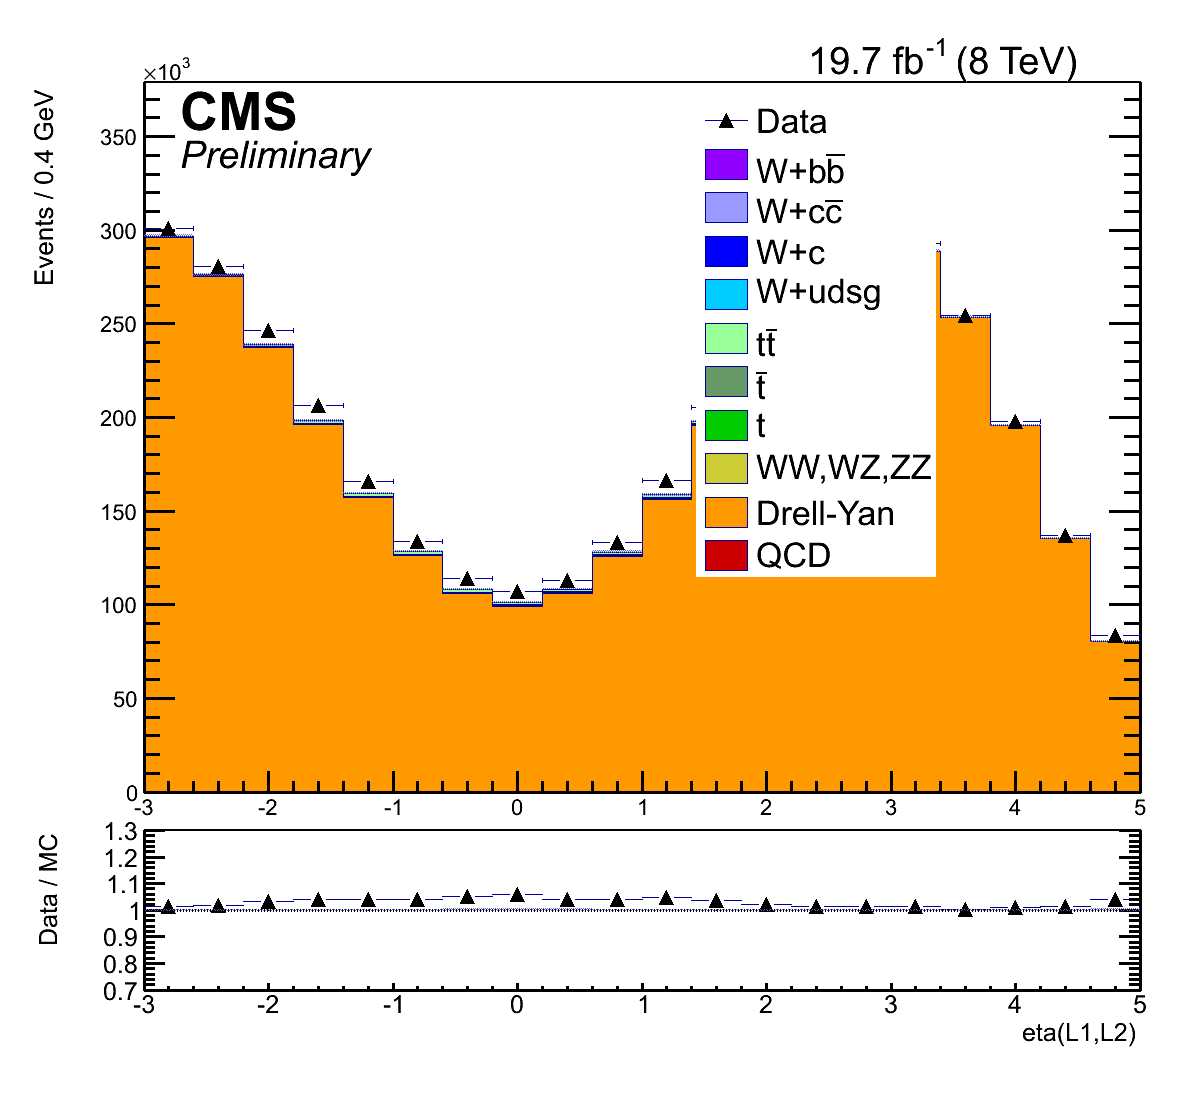 19.7 fb⁻¹ (8 TeV)
×10³
CMS
Preliminary
Events / 0.4 GeV
350
300
250
200
150
100
50
0
Data
W+bb̅
W+cc̅
W+c
W+udsg
tt̅
t̅
t
WW,WZ,ZZ
Drell-Yan
QCD
-3 -2 -1 0 1 2 3 4 5
Data / MC
1.3
1.2
1.1
1
0.9
0.8
0.7
-3 -2 -1 0 1 2 3 4 5
eta(L1,L2)